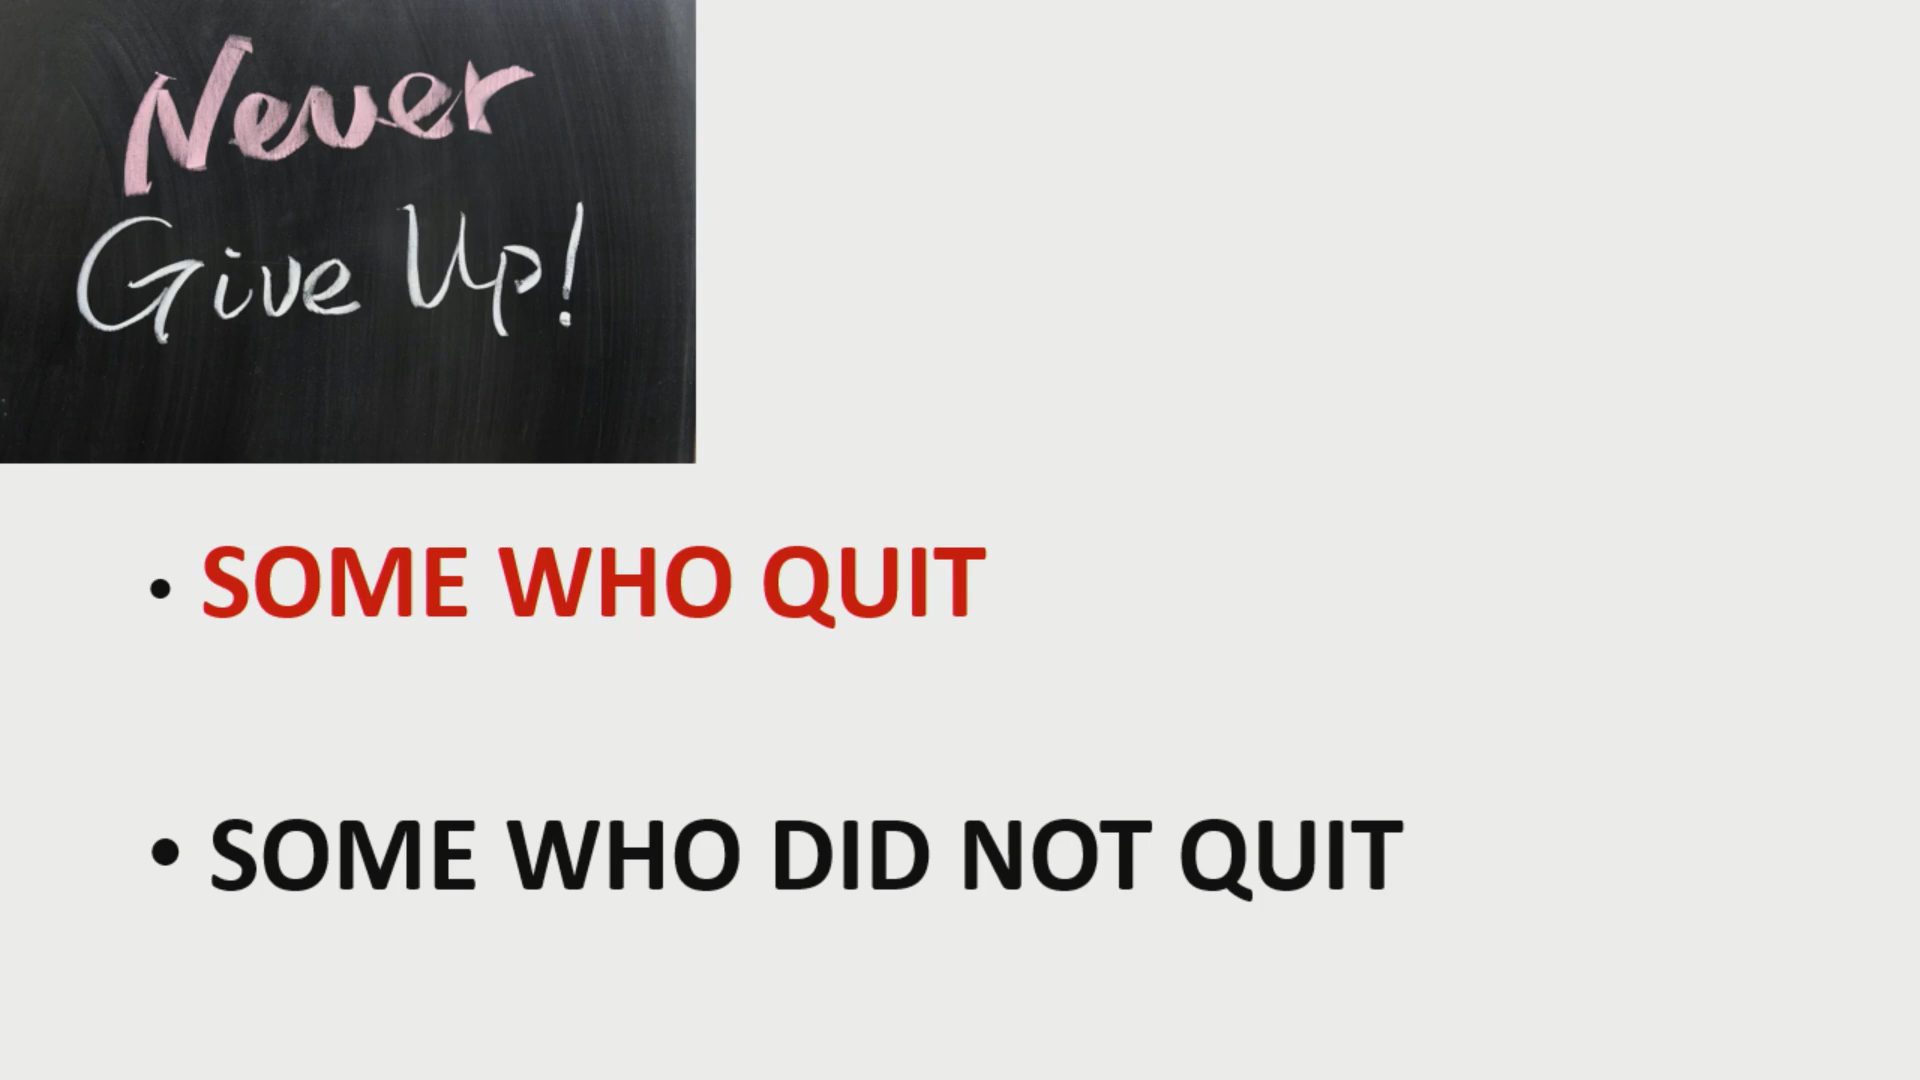 Never
Give Up!
• SOME WHO QUIT
• SOME WHO DID NOT QUIT